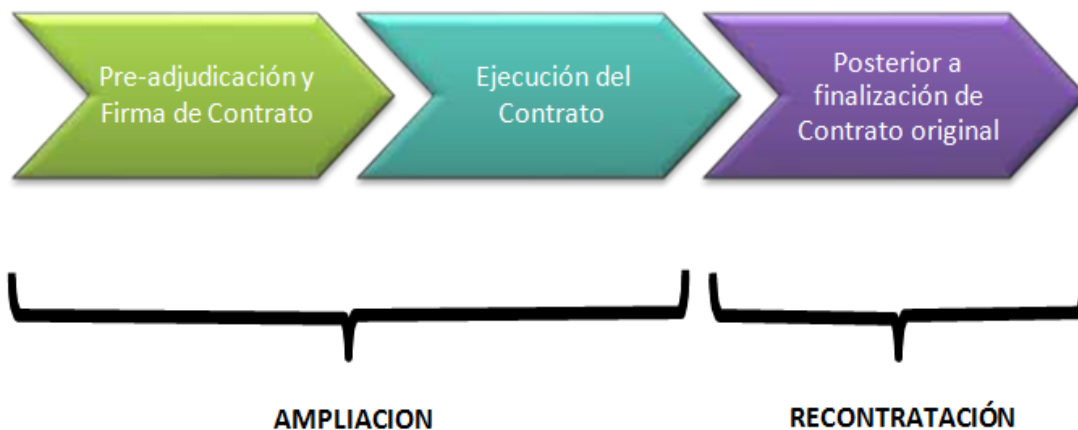 Pre-adjudicación y
Firma de Contrato
Ejecución del
Contrato
Posterior a
finalización de
Contrato original
AMPLIACION
RECONTRATACIÓN